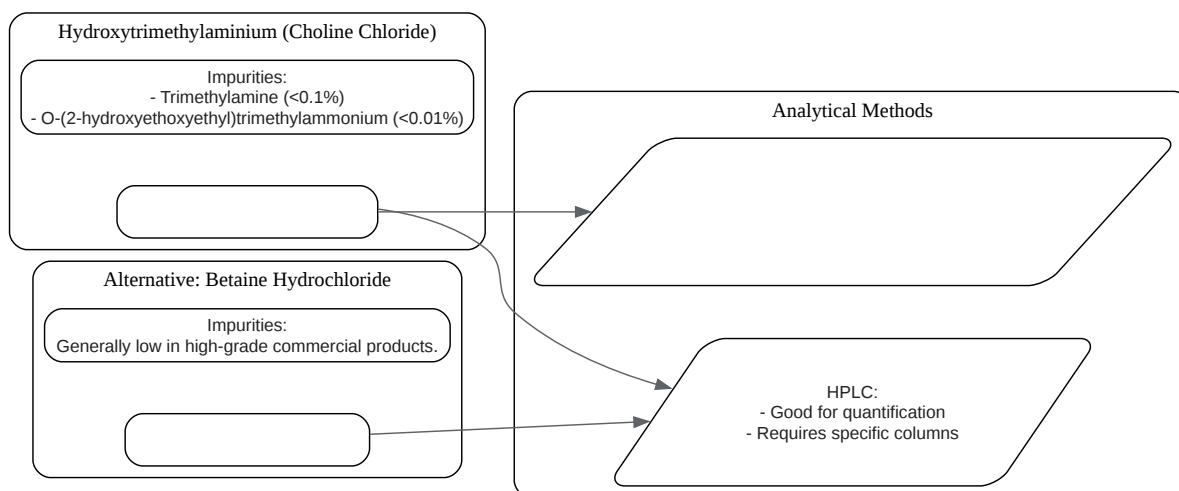 Hydroxytrimethylaminium (Choline Chloride)
Impurities:
- Trimethylamine (<0.1%)
- O-(2-hydroxyethoxyethyl)trimethylammonium (<0.01%)
Alternative: Betaine Hydrochloride
Impurities:
Generally low in high-grade commercial products.
Analytical Methods
HPLC:
- Good for quantification
- Requires specific columns